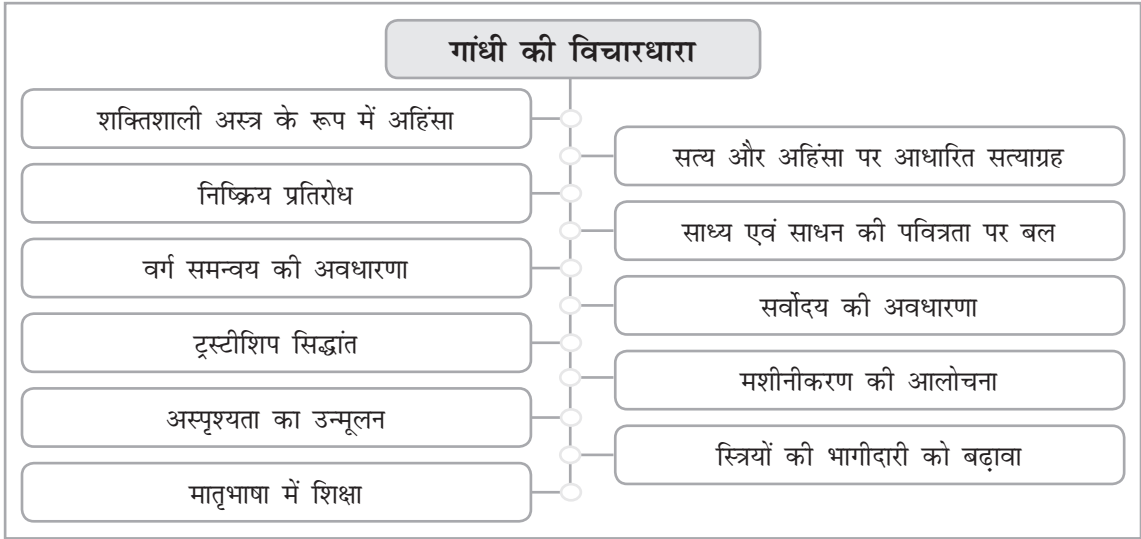 गांधी की विचारधारा
शक्तिशाली अस्त्र के रूप में अहिंसा
सत्य और अहिंसा पर आधारित सत्याग्रह
निष्क्रिय प्रतिरोध
साध्य एवं साधन की पवित्रता पर बल
वर्ग समन्वय की अवधारणा
सर्वोदय की अवधारणा
ट्रस्टीशिप सिद्धांत
मशीनीकरण की आलोचना
अस्पृश्यता का उन्मूलन
स्त्रियों की भागीदारी को बढ़ावा
मातृभाषा में शिक्षा